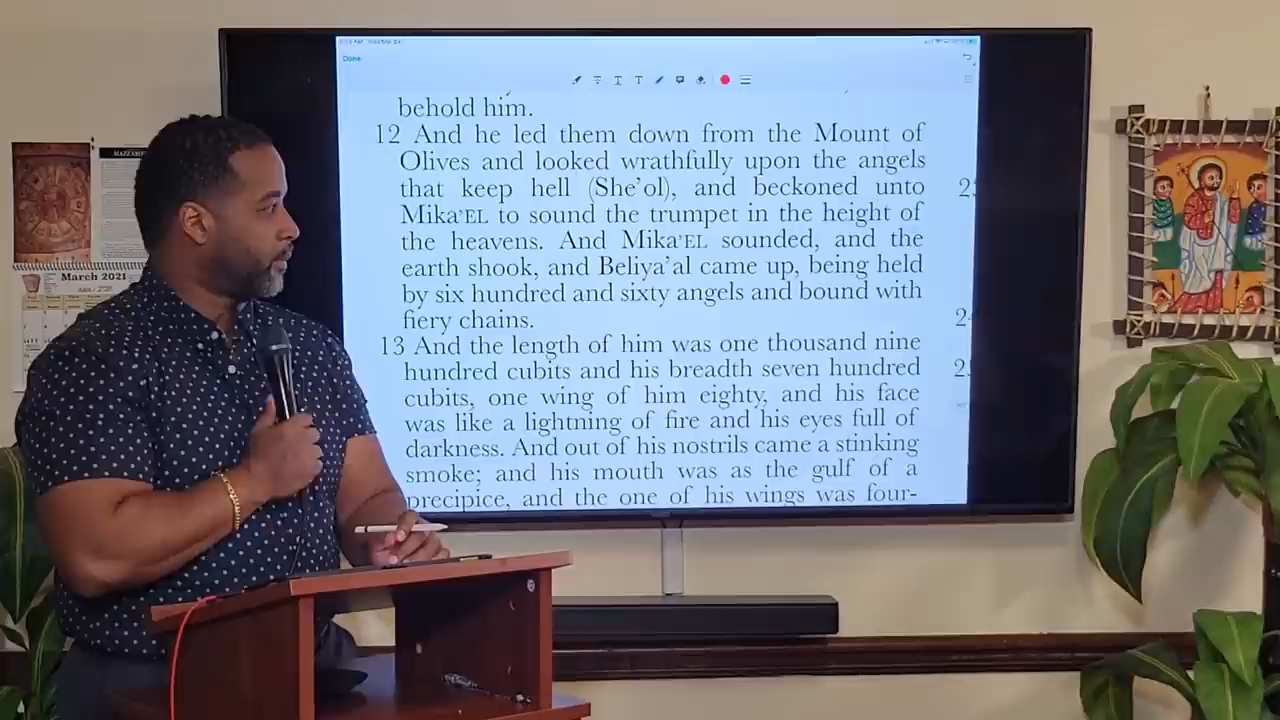 Done
behold him.
12 And he led them down from the Mount of
Olives and looked wrathfully upon the angels
that keep hell (She’ol), and beckoned unto
Mika’EL to sound the trumpet in the height of
the heavens. And Mika’EL sounded, and the
earth shook, and Beliya’al came up, being held
by six hundred and sixty angels and bound with
fiery chains.
13 And the length of him was one thousand nine
hundred cubits and his breadth seven hundred
cubits, one wing of him eighty, and his face
was like a lightning of fire and his eyes full of
darkness. And out of his nostrils came a stinking
smoke; and his mouth was as the gulf of a
precipice, and the one of his wings was four-
March 2021